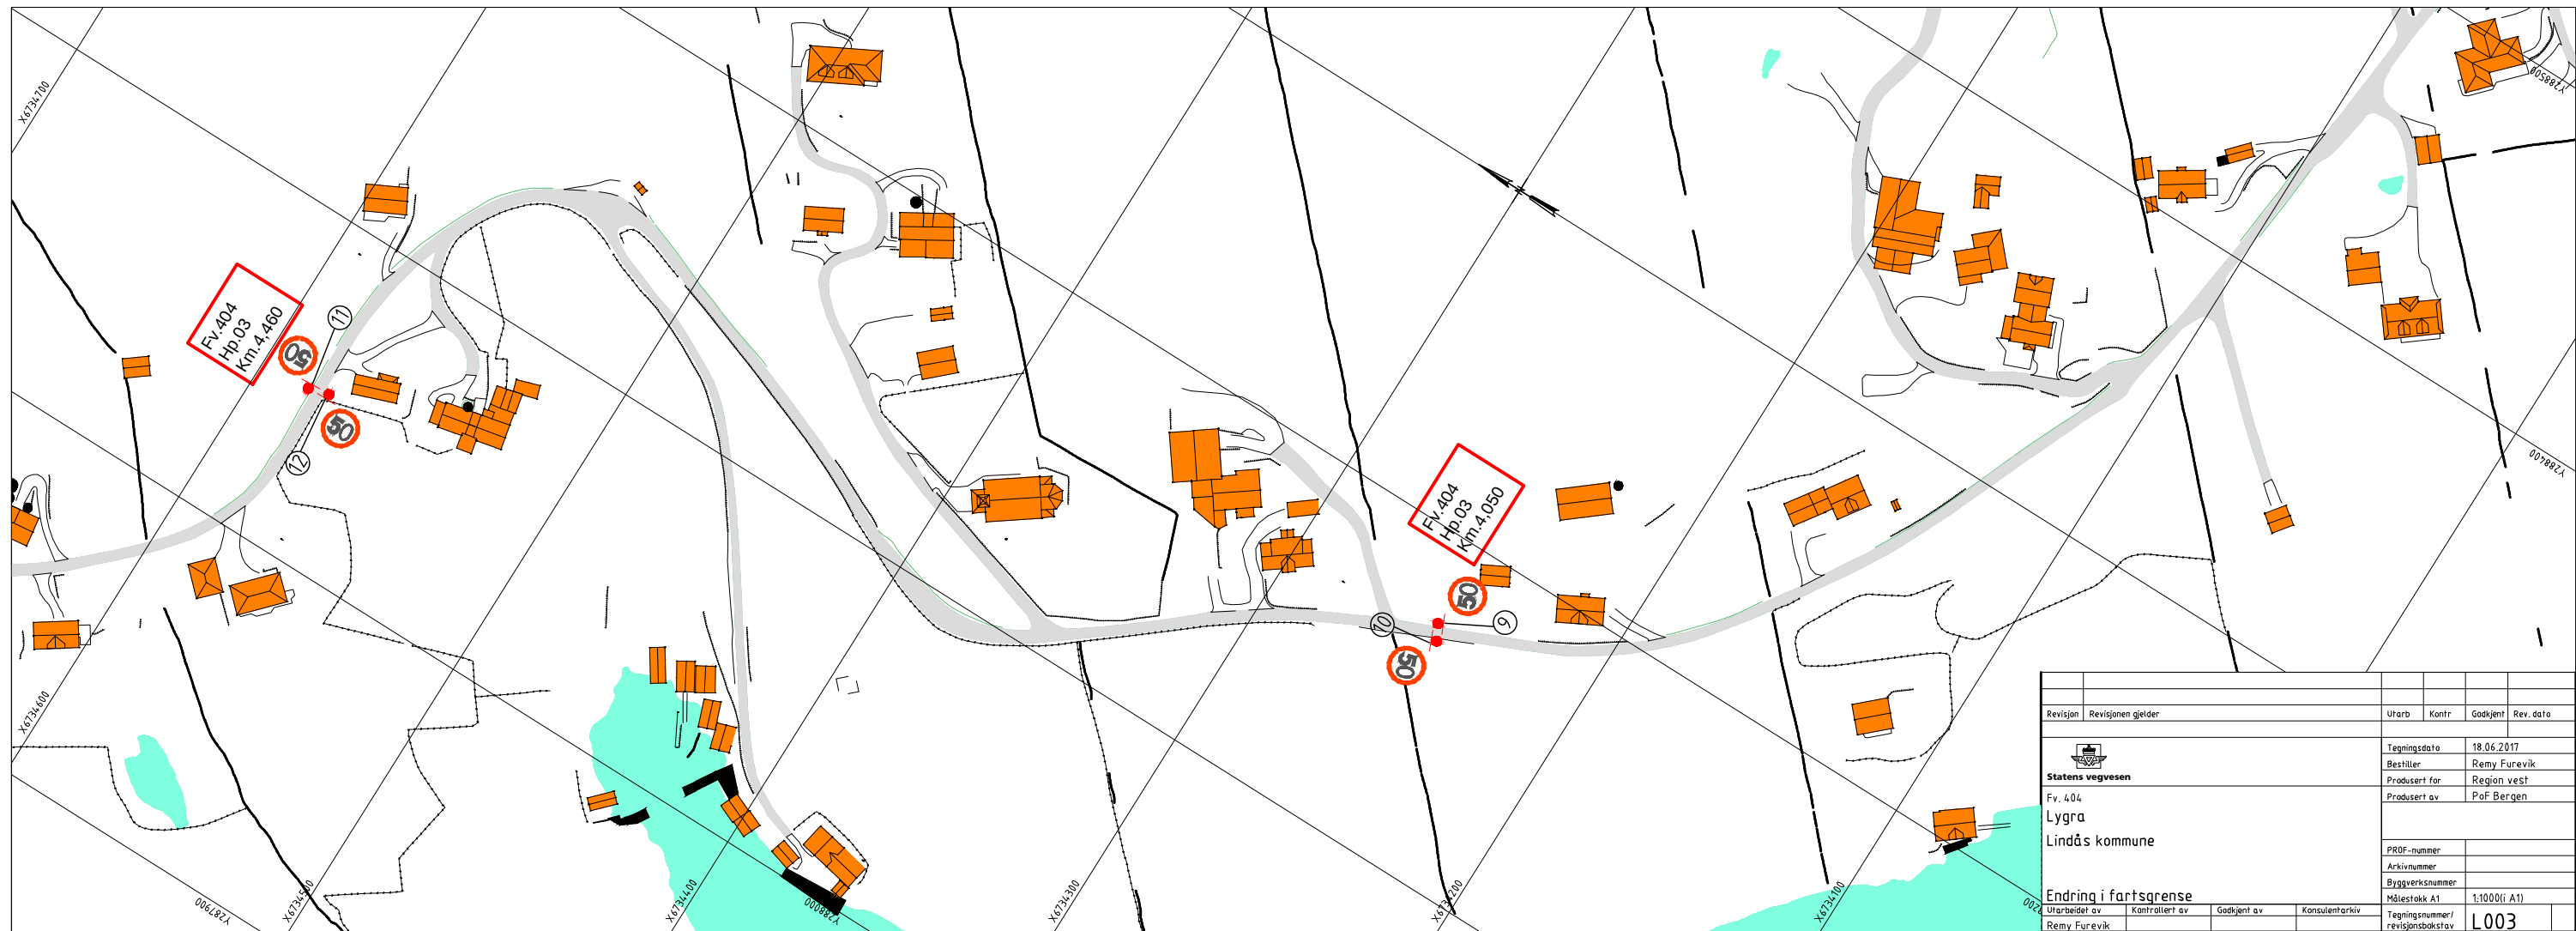 X6734700
Y288500
Fv.404
Hp.03
Km.4,460
11
50
50
12
Y288400
Fv.404
Hp.03
Km.4,050
50
10
9
50
X6734600
Y287900
X6734500
X6734400
Y288000
X6734300
X6734200
X6734100
Revisjon Revisjonen gjelder Utarb Kontr Godkjent Rev. dato
Statens vegvesen
Tegningsdato 18.06.2017
Bestiller Remy Furevik
Produsert for Region vest
Produsert av PoF Bergen
Fv. 404
Lygra
Lindås kommune
PROF-nummer
Arkivnummer
Byggverksnummer
Endring i fartsgrense
Målestokk A1 1:1000(i A1)
Utarbeidet av Kontrollert av Godkjent av Konsulentarkiv
Remy Furevik
Tegningsnummer/
revisjonsbokstav L003